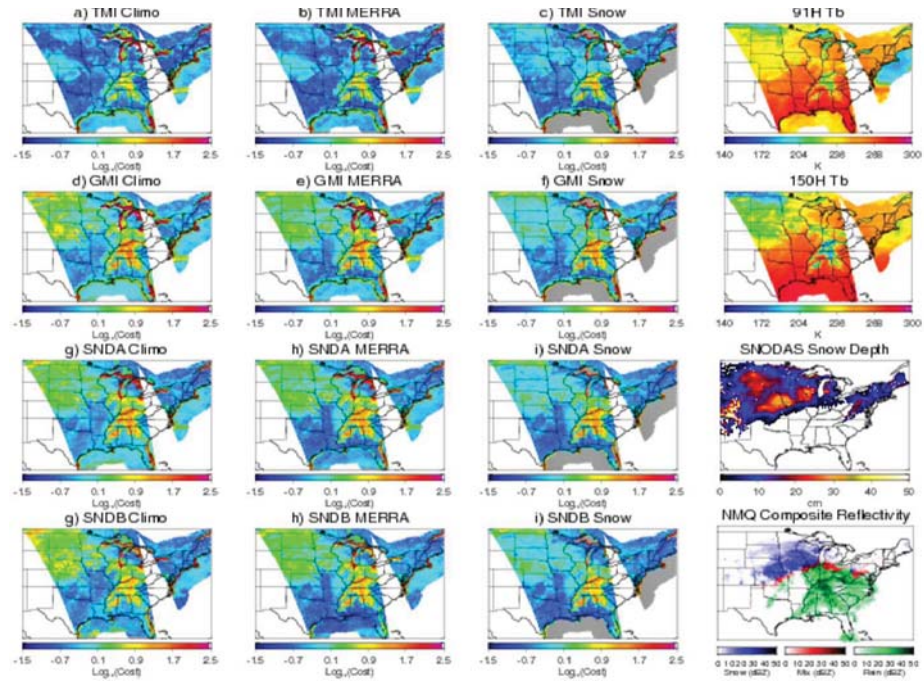 a) TMI Climo b) TMI MERRA c) TMI Snow 91H Tb
-1.5 -0.7 0.1 0.9 1.7 2.5 -1.5 -0.7 0.1 0.9 1.7 2.5 -1.5 -0.7 0.1 0.9 1.7 2.5 140 172 204 236 268 300
(Cost) (Cost) (Cost) K
d) GMI Climo e) GMI MERRA f) GMI Snow 150H Tb
-1.5 -0.7 0.1 0.9 1.7 2.5 -1.5 -0.7 0.1 0.9 1.7 2.5 -1.5 -0.7 0.1 0.9 1.7 2.5 140 172 204 236 268 300
(Cost) (Cost) (Cost) K
g) SNDA Climo h) SNDA MERRA i) SNDA Snow SNODAS Snow Depth
-1.5 -0.7 0.1 0.9 1.7 2.5 -1.5 -0.7 0.1 0.9 1.7 2.5 -1.5 -0.7 0.1 0.9 1.7 2.5 0 10 20 30 40 50
(Cost) (Cost) (Cost) cm
g) SNDB Climo h) SNDB MERRA i) SNDB Snow NMQ Composite Reflectivity
-1.5 -0.7 0.1 0.9 1.7 2.5 -1.5 -0.7 0.1 0.9 1.7 2.5 -1.5 -0.7 0.1 0.9 1.7 2.5 0 10 20 30 40 50 0 10 20 30 40 50 0 10 20 30 40 50
(Cost) (Cost) (Cost) Snow (dBZ) Mix (dBZ) Rain (dBZ)